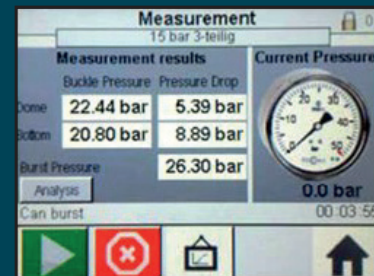 Measurement
15 bar 3-teilig
Measurement results
Current Pressure
Buckle Pressure Pressure Drop
Dome 22.44 bar 5.39 bar
Bottom 20.80 bar 8.89 bar
Burst Pressure 26.30 bar
Analysis
0.0 bar
Can burst 00:03:55